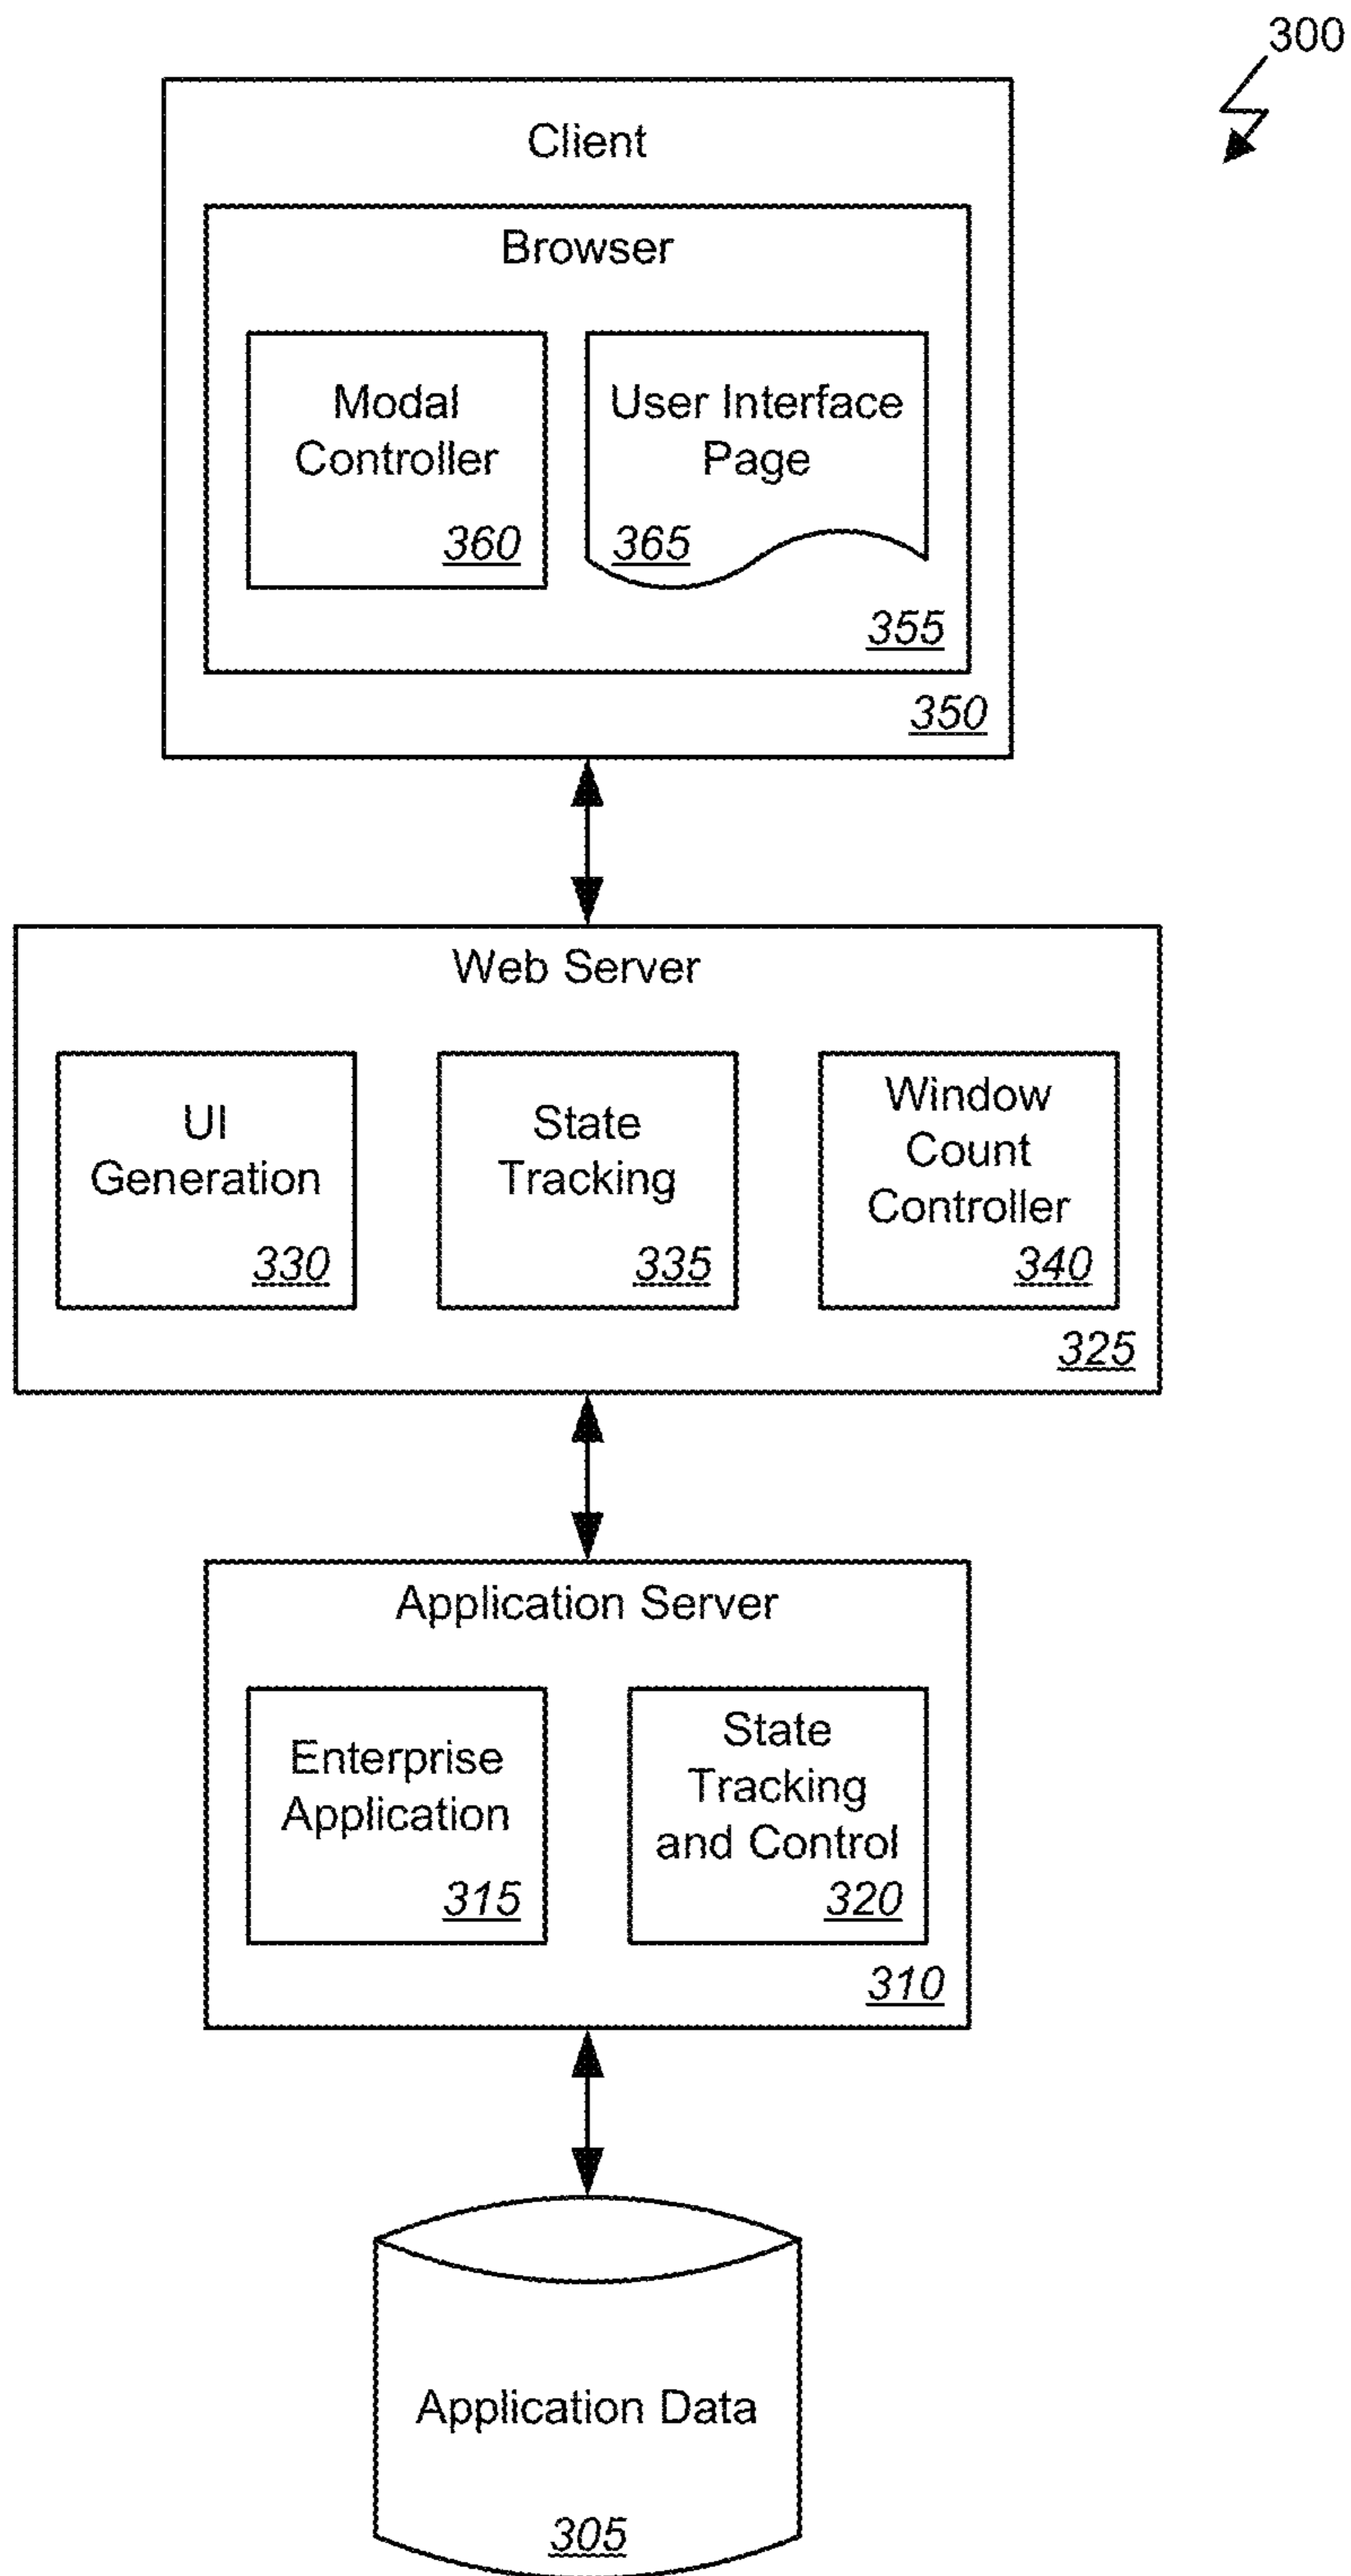 300
Client
Browser
Modal
Controller
360
User Interface
Page
365
355
350
Web Server
UI
Generation
330
State
Tracking
335
Window
Count
Controller
340
325
Application Server
Enterprise
Application
315
State
Tracking
and Control
320
310
Application Data
305